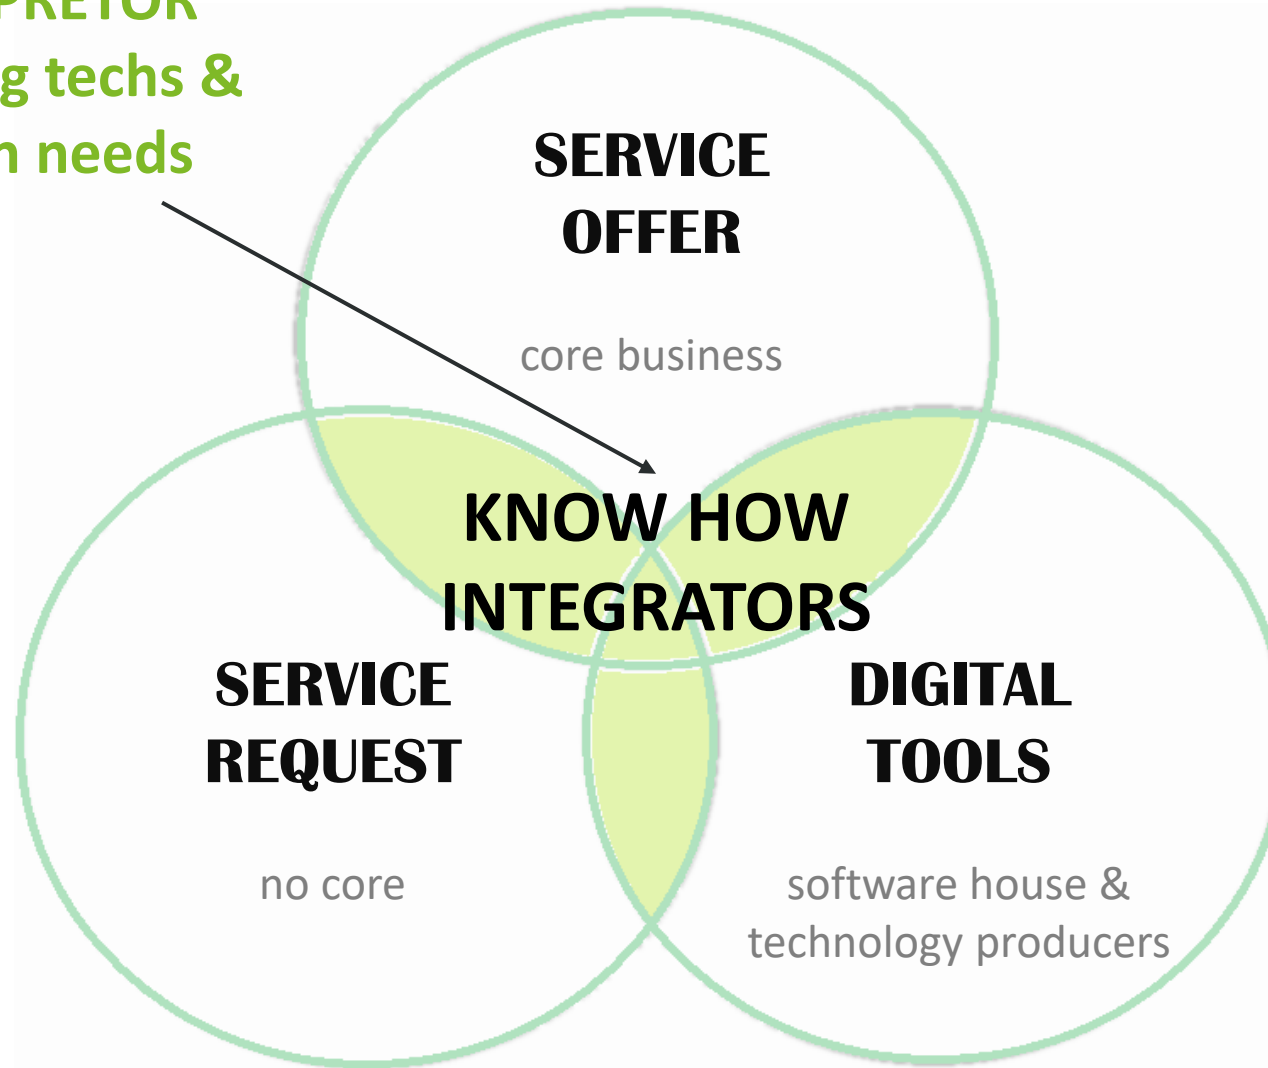 PRETOR
g techs &
n needs
SERVICE
OFFER
core business
KNOW HOW
INTEGRATORS
SERVICE
REQUEST
no core
DIGITAL
TOOLS
software house &
technology producers